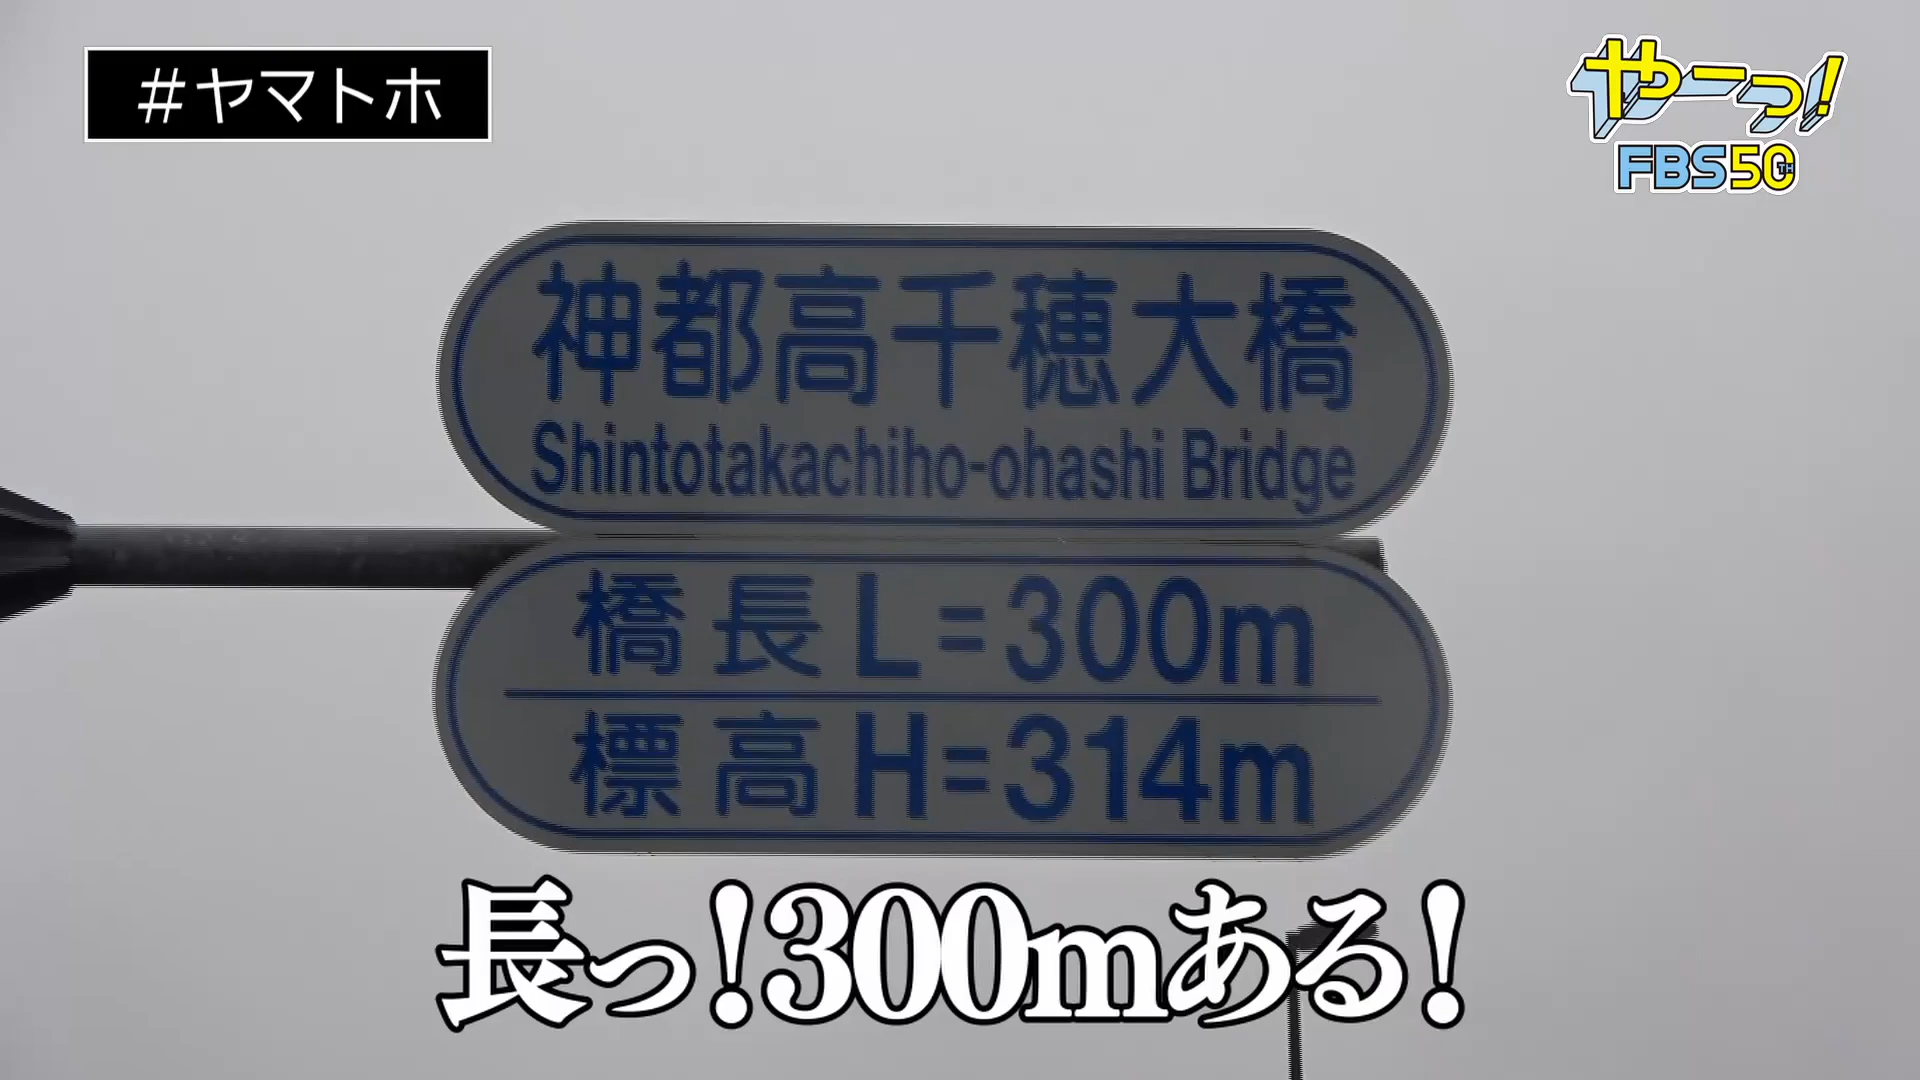 #ヤマトホ
やーっ!
FBS50TH
神都高千穂大橋
Shintotakachiho-ohashi Bridge
橋長L=300m
標高H=314m
長っ!300mある!